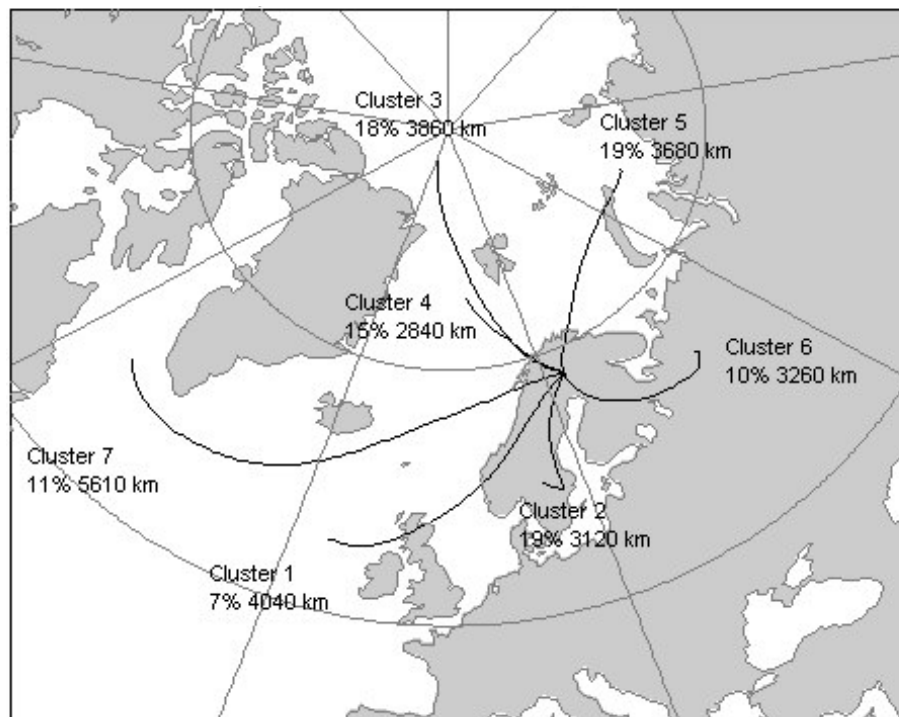 Cluster 3
18% 3860 km
Cluster 5
19% 3680 km
Cluster 4
15% 2840 km
Cluster 6
10% 3260 km
Cluster 7
11% 5610 km
Cluster 2
19% 3120 km
Cluster 1
7% 4040 km